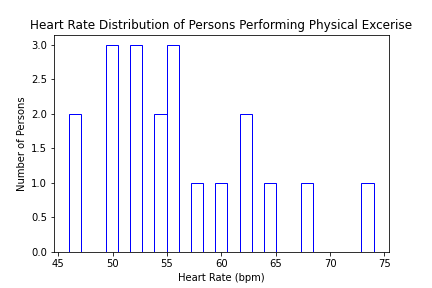 Heart Rate Distribution of Persons Performing Physical Excerise
3.0
2.5
2.0
1.5
1.0
0.5
0.0
Number of Persons
45 50 55 60 65 70 75
Heart Rate (bpm)